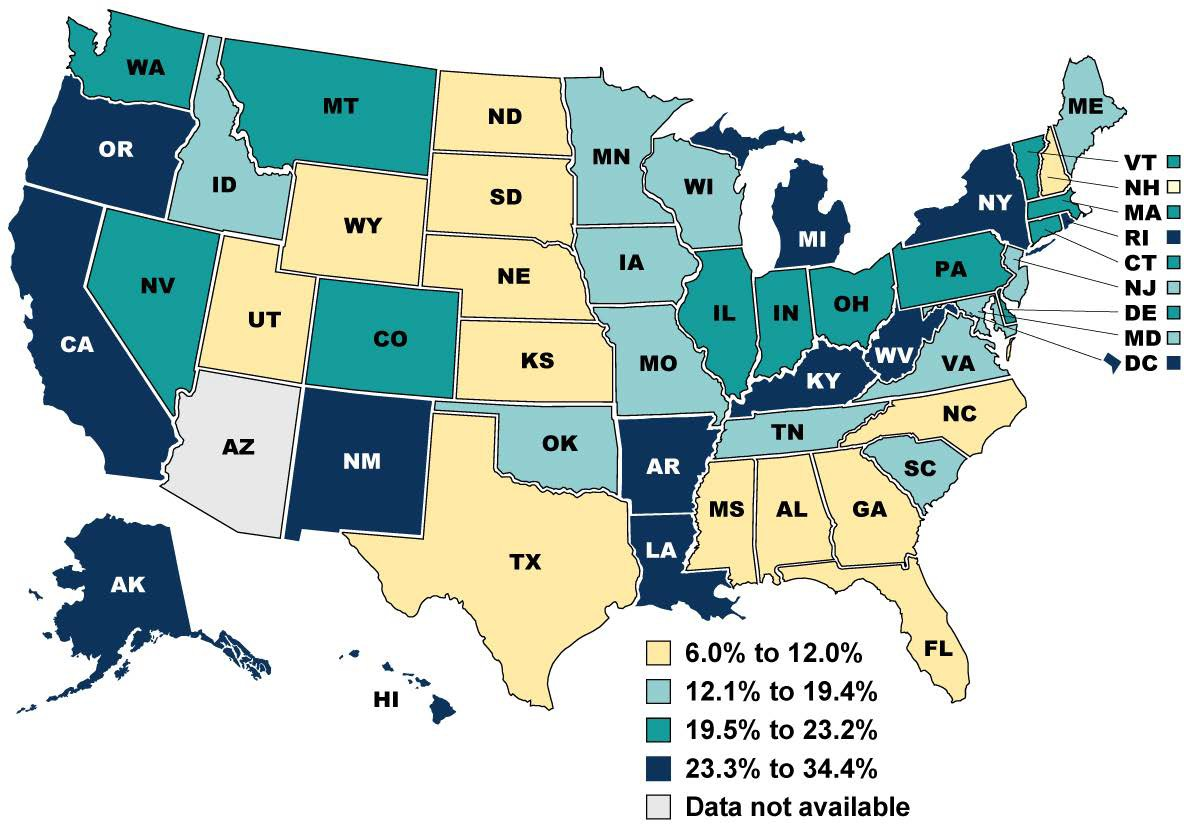 WA
MT
ND
ME
OR
MN
ID
SD
WI
VT
NH
WY
NY
MA
MI
RI
IA
CT
NE
PA
NV
NJ
OH
IL
IN
DE
UT
CO
MD
CA
WV
DC
KS
MO
VA
KY
NC
TN
AZ
OK
NM
AR
SC
MS
AL
GA
LA
TX
AK
FL
HI
6.0% to 12.0%
12.1% to 19.4%
19.5% to 23.2%
23.3% to 34.4%
Data not available